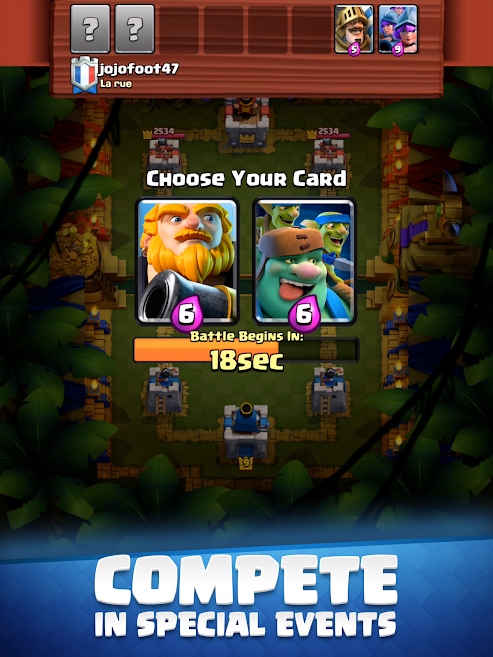 ?
?
5
9
jojofoot47
La rue
2534
2534
Choose Your Card
6
6
Battle Begins In:
18sec
9
COMPETE
IN SPECIAL EVENTS